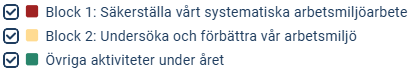 Block 1: Säkerställa vårt systematiska arbetsmiljöarbete
Block 2: Undersöka och förbättra vår arbetsmiljö
Övriga aktiviteter under året